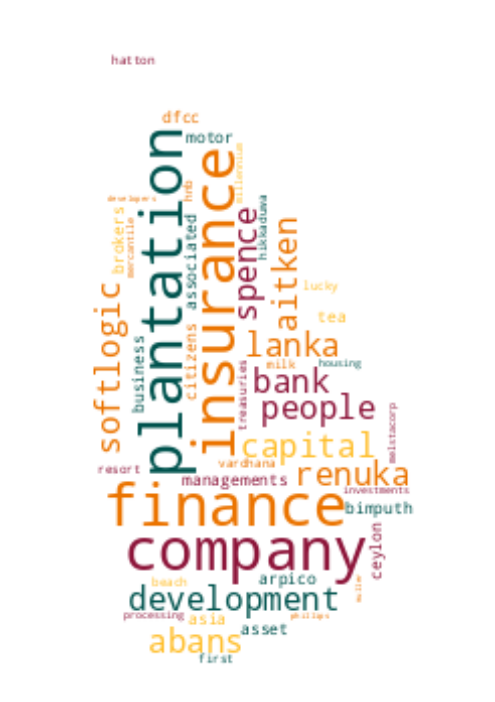 hatton
dfcc
motor
plantation
insurance
millennium
hnb
developers
brokers
mercantile
associated
spence
hikkaduwa
aitken
lucky
tea
softlogic
business
citizens
lanka
milk
housing
treasuries
bank
people
melstacorp
capital
vardhana
resort
managements
renuka
investments
finance
bimputh
company
ceylon
arpico
beach
development
muller
processing
asia
phillips
asset
abans
first